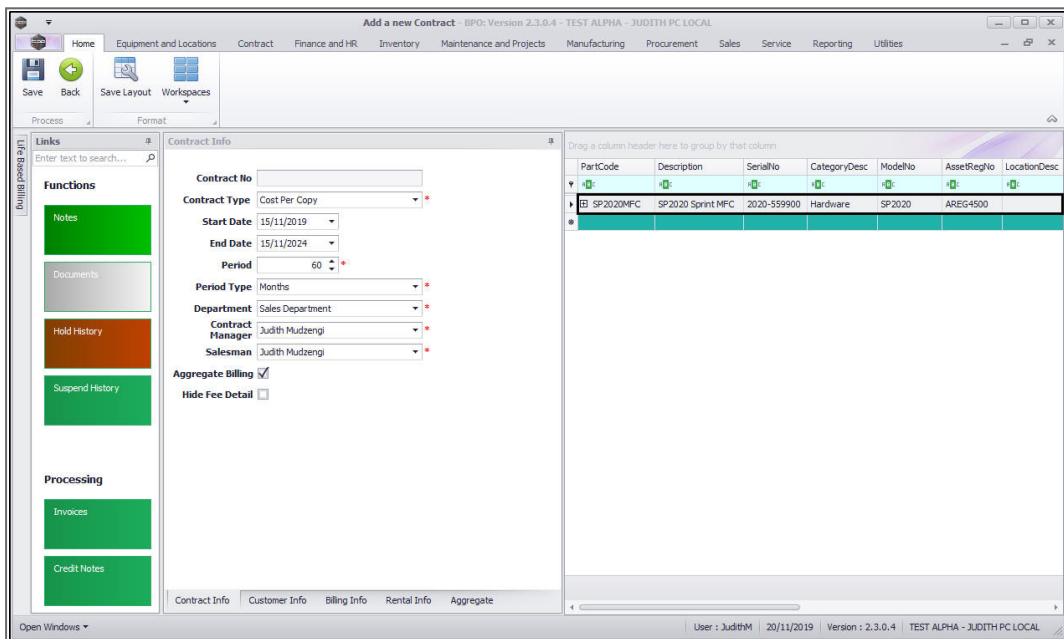 Add a new Contract - BPO: Version 2.3.0.4 - TEST ALPHA - JUDITH PC LOCAL
Home Equipment and Locations Contract Finance and HR Inventory Maintenance and Projects Manufacturing Procurement Sales Service Reporting Utilities
Save Back Save Layout Workspaces
Process Format
Life Based Billing
Links
Enter text to search...
Functions
Notes
Documents
Hold History
Suspend History
Processing
Invoices
Credit Notes
Contract Info
Contract No
Contract Type Cost Per Copy *
Start Date 15/11/2019
End Date 15/11/2024
Period 60 *
Period Type Months *
Department Sales Department *
Contract
Manager Judith Mudzengi *
Salesman Judith Mudzengi *
Aggregate Billing
Hide Fee Detail
Contract Info Customer Info Billing Info Rental Info Aggregate
Drag a column header here to group by that column
PartCode Description SerialNo CategoryDesc ModelNo AssetRegNo LocationDesc
SP2020MFC SP2020 Sprint MFC 2020-559900 Hardware SP2020 AREG4500
Open Windows User : JudithM 20/11/2019 Version : 2.3.0.4 TEST ALPHA - JUDITH PC LOCAL